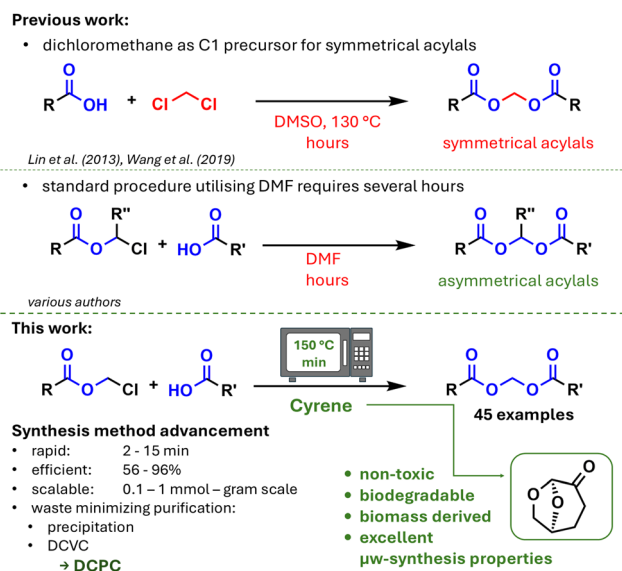 Previous work:
• dichloromethane as C1 precursor for symmetrical acylals
R O OH + Cl Cl
DMSO, 130 °C
hours
R O O O O R
symmetrical acylals
Lin et al. (2013), Wang et al. (2019)
• standard procedure utilising DMF requires several hours
R O O R" Cl + HO O R'
DMF
hours
R O O R" O O R'
asymmetrical acylals
various authors
This work:
R O O Cl + HO O R'
150 °C
min
Cyrene
R O O O O R'
45 examples
Synthesis method advancement
• rapid: 2 - 15 min
• efficient: 56 - 96%
• scalable: 0.1 – 1 mmol – gram scale
• waste minimizing purification:
• precipitation
• DCVC
→ DCPC
• non-toxic
• biodegradable
• biomass derived
• excellent
µw-synthesis properties
O O O